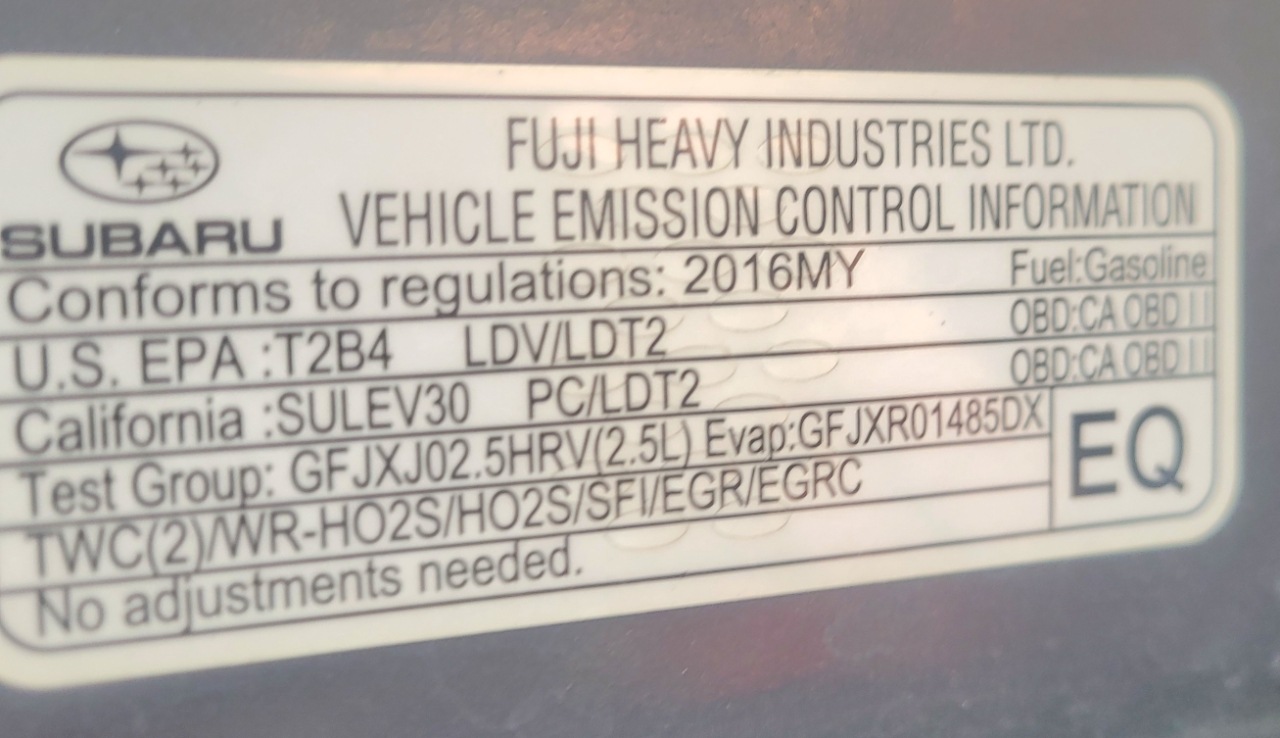 FUJI HEAVY INDUSTRIES LTD.
SUBARU VEHICLE EMISSION CONTROL INFORMATION
Conforms to regulations: 2016MY Fuel:Gasoline
U.S. EPA :T2B4 LDV/LDT2 OBD:CA OBD II
California :SULEV30 PC/LDT2 OBD:CA OBD II
Test Group: GFJXJ02.5HRV(2.5L) Evap:GFJXR01485DX
TWC(2)/WR-HO2S/HO2S/SFI/EGR/EGRC
EQ
No adjustments needed.